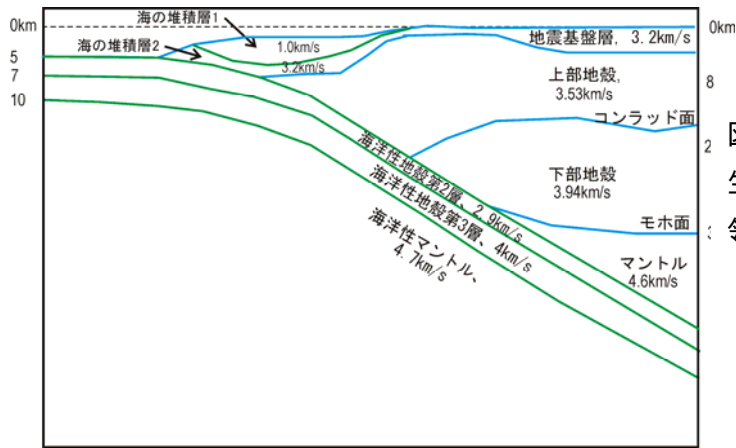 海の堆積層1
0km
0km
地震基盤層, 3.2km/s
海の堆積層2
1.0km/s
5
3.2km/s
7
上部地殻,
3.53km/s
8
10
コンラッド面
2
海洋性地殻第2層、2.9km/s
海洋性地殻第3層、4km/s
海洋性マントル、
4.7km/s
下部地殻
3.94km/s
モホ面
マントル
4.6km/s